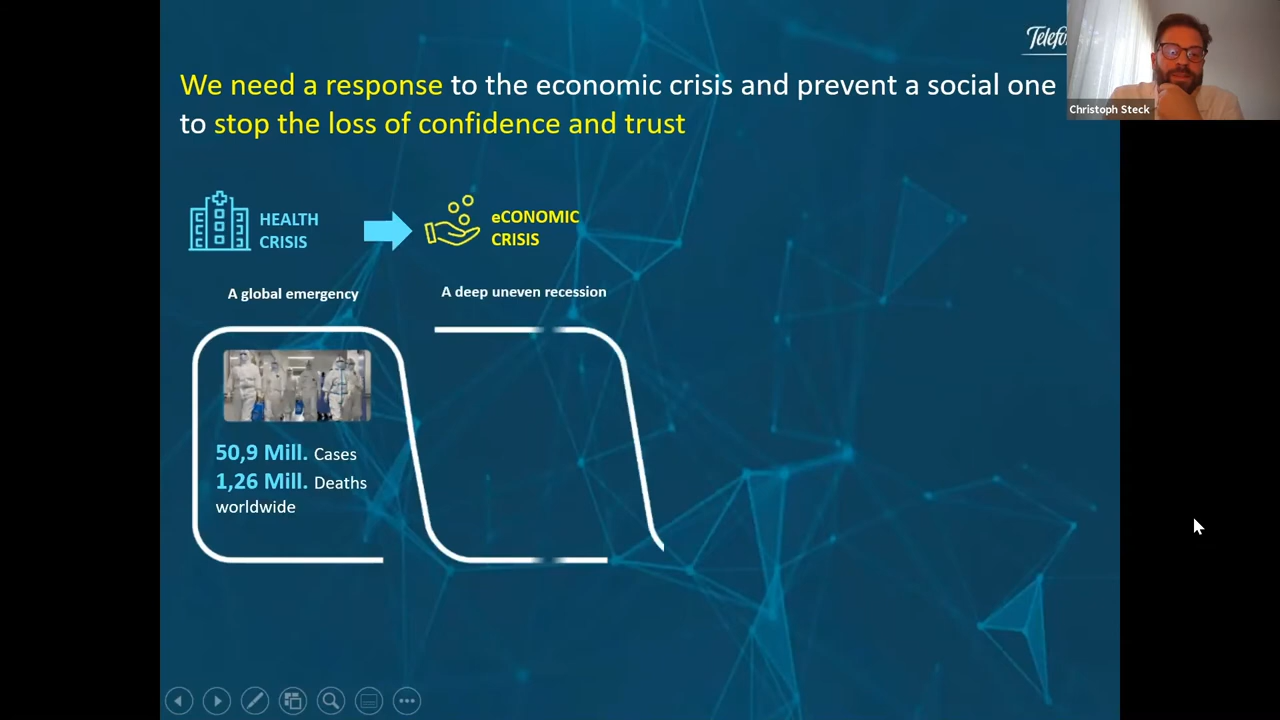 We need a response to the economic crisis and prevent a social one
to stop the loss of confidence and trust
Christoph Steck
HEALTH
CRISIS
eCONOMIC
CRISIS
A global emergency
A deep uneven recession
50,9 Mill. Cases
1,26 Mill. Deaths
worldwide